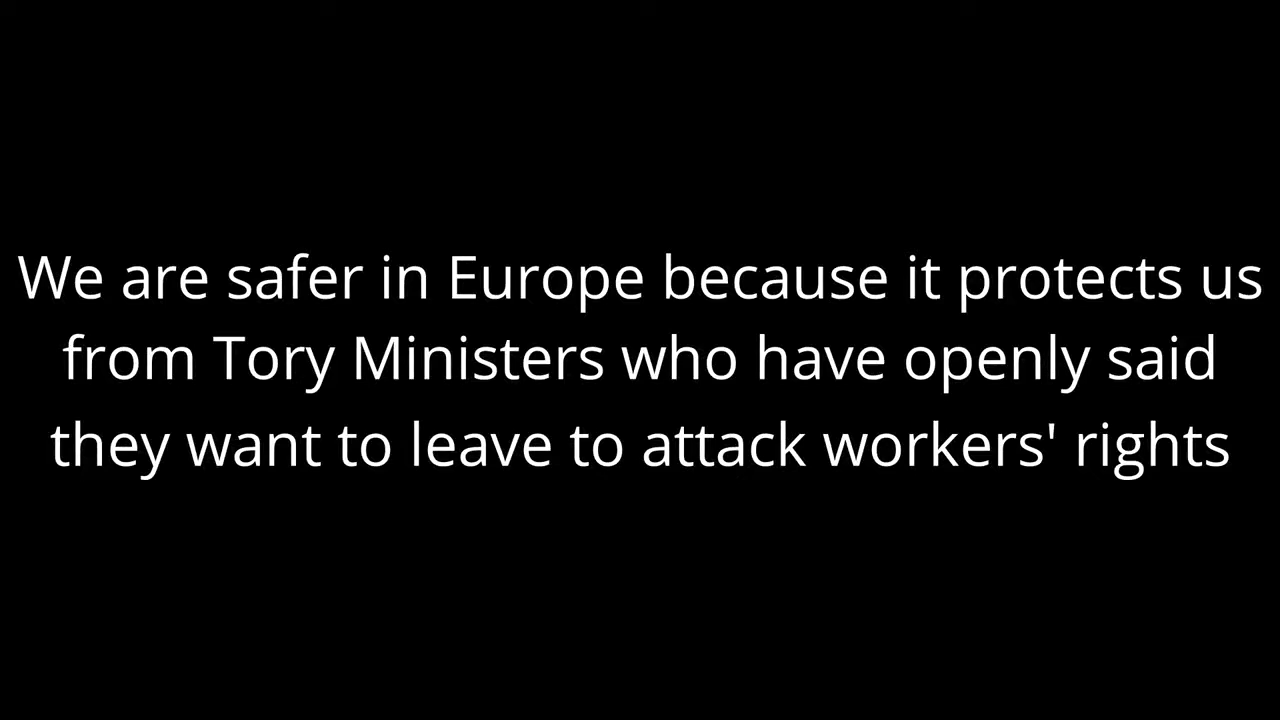 We are safer in Europe because it protects us
from Tory Ministers who have openly said
they want to leave to attack workers' rights